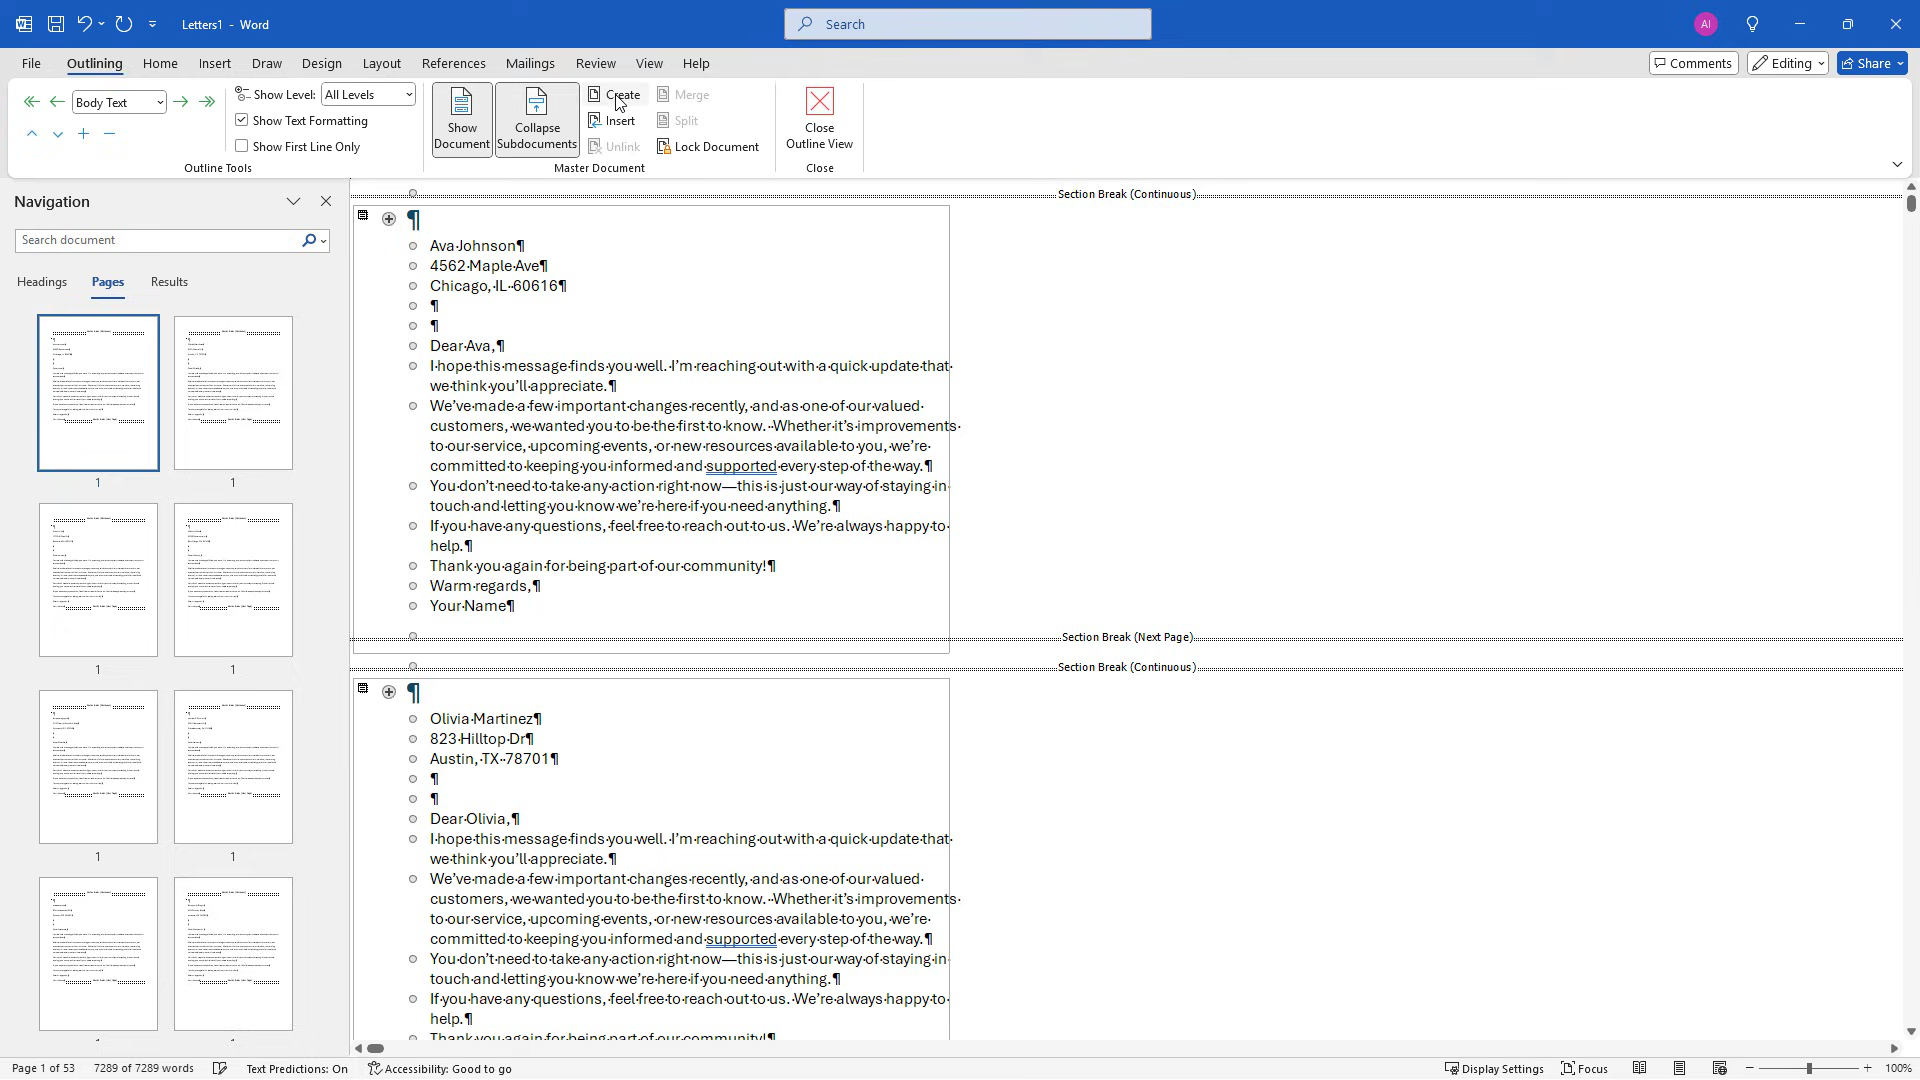 Letters1 - Word
Search
AI
File Outlining Home Insert Draw Design Layout References Mailings Review View Help
Comments Editing Share
Body Text
Show Level: All Levels
Show Text Formatting
Show First Line Only
Outline Tools
Show Document
Collapse Subdocuments
Create
Insert
Unlink
Merge
Split
Lock Document
Master Document
Close Outline View
Close
Navigation
Search document
Headings Pages Results
1 1
1 1
1 1
Section Break (Continuous)
¶
Ava·Johnson¶
4562·Maple·Ave¶
Chicago,·IL··60616¶
¶
¶
Dear·Ava,¶
I·hope·this·message·finds·you·well.·I’m·reaching·out·with·a·quick·update·that·
we·think·you’ll·appreciate.¶
We’ve·made·a·few·important·changes·recently,·and·as·one·of·our·valued·
customers,·we·wanted·you·to·be·the·first·to·know.··Whether·it’s·improvements·
to·our·service,·upcoming·events,·or·new·resources·available·to·you,·we’re·
committed·to·keeping·you·informed·and·supported·every·step·of·the·way.¶
You·don’t·need·to·take·any·action·right·now—this·is·just·our·way·of·staying·in·
touch·and·letting·you·know·we’re·here·if·you·need·anything.¶
If·you·have·any·questions,·feel·free·to·reach·out·to·us.··We’re·always·happy·to·
help.¶
Thank·you·again·for·being·part·of·our·community!¶
Warm·regards,¶
Your·Name¶
Section Break (Next Page)
Section Break (Continuous)
¶
Olivia·Martinez¶
823·Hilltop·Dr¶
Austin,·TX··78701¶
¶
¶
Dear·Olivia,¶
I·hope·this·message·finds·you·well.·I’m·reaching·out·with·a·quick·update·that·
we·think·you’ll·appreciate.¶
We’ve·made·a·few·important·changes·recently,·and·as·one·of·our·valued·
customers,·we·wanted·you·to·be·the·first·to·know.··Whether·it’s·improvements·
to·our·service,·upcoming·events,·or·new·resources·available·to·you,·we’re·
committed·to·keeping·you·informed·and·supported·every·step·of·the·way.¶
You·don’t·need·to·take·any·action·right·now—this·is·just·our·way·of·staying·in·
touch·and·letting·you·know·we’re·here·if·you·need·anything.¶
If·you·have·any·questions,·feel·free·to·reach·out·to·us.··We’re·always·happy·to·
help.¶
Thank·you·again·for·being·part·of·our·community!¶
Page 1 of 53 7289 of 7289 words Text Predictions: On Accessibility: Good to go Display Settings Focus 100%